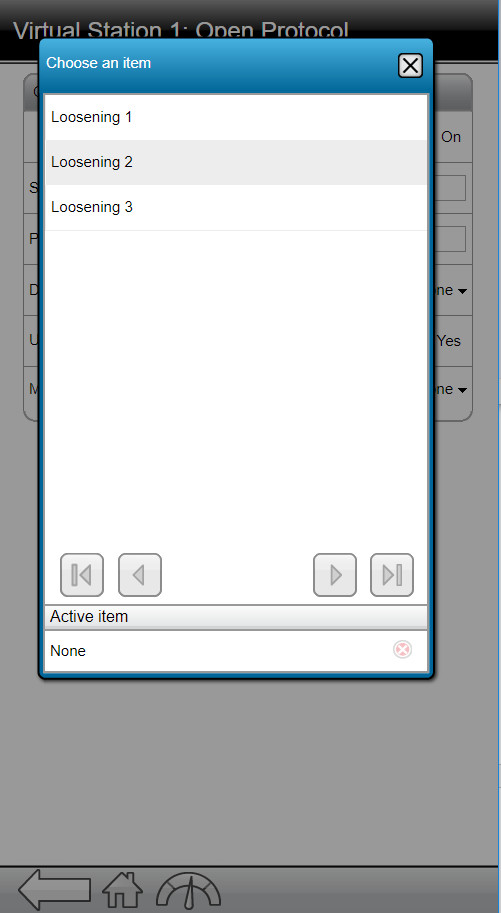 Virtual Station 1: Open Protocol
Choose an item
On
Loosening 1
Loosening 2
Loosening 3
Yes
Active item
None